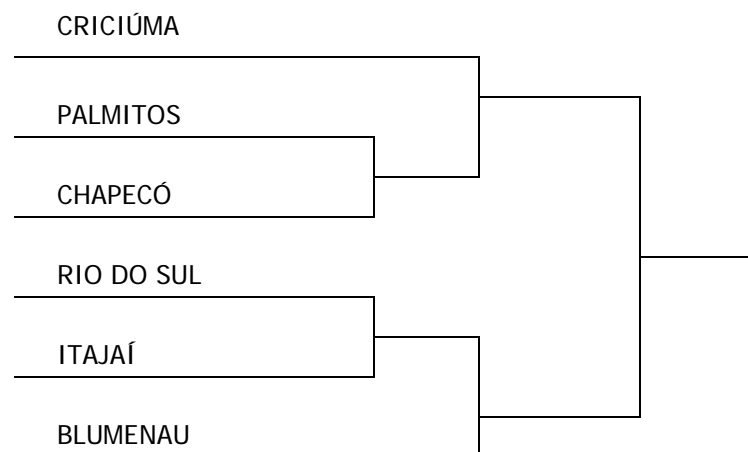 CRICIÚMA
PALMITOS
CHAPECÓ
RIO DO SUL
ITAJAÍ
BLUMENAU